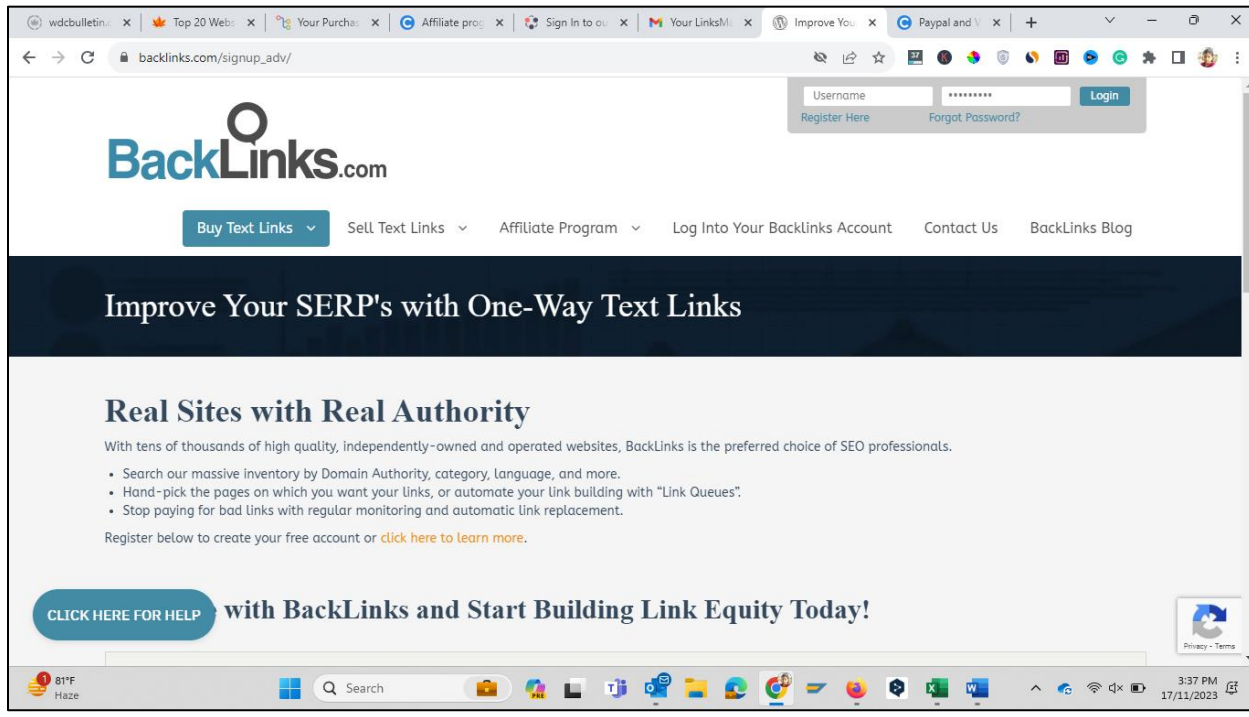 wdcbulletin.c
Top 20 Webs
Your Purchas
Affiliate prog
Sign In to ou
Your LinksMa
Improve You
Paypal and V
backlinks.com/signup_adv/
37
Username
•••••••••
Login
Register Here
Forgot Password?
BackLinks.com
Buy Text Links
Sell Text Links
Affiliate Program
Log Into Your Backlinks Account
Contact Us
BackLinks Blog
Improve Your SERP's with One-Way Text Links
Real Sites with Real Authority
With tens of thousands of high quality, independently-owned and operated websites, BackLinks is the preferred choice of SEO professionals.
• Search our massive inventory by Domain Authority, category, language, and more.
• Hand-pick the pages on which you want your links, or automate your link building with “Link Queues”.
• Stop paying for bad links with regular monitoring and automatic link replacement.
Register below to create your free account or click here to learn more.
CLICK HERE FOR HELP
with BackLinks and Start Building Link Equity Today!
Privacy - Terms
1
81°F
Haze
Search
PRE
3:37 PM
17/11/2023